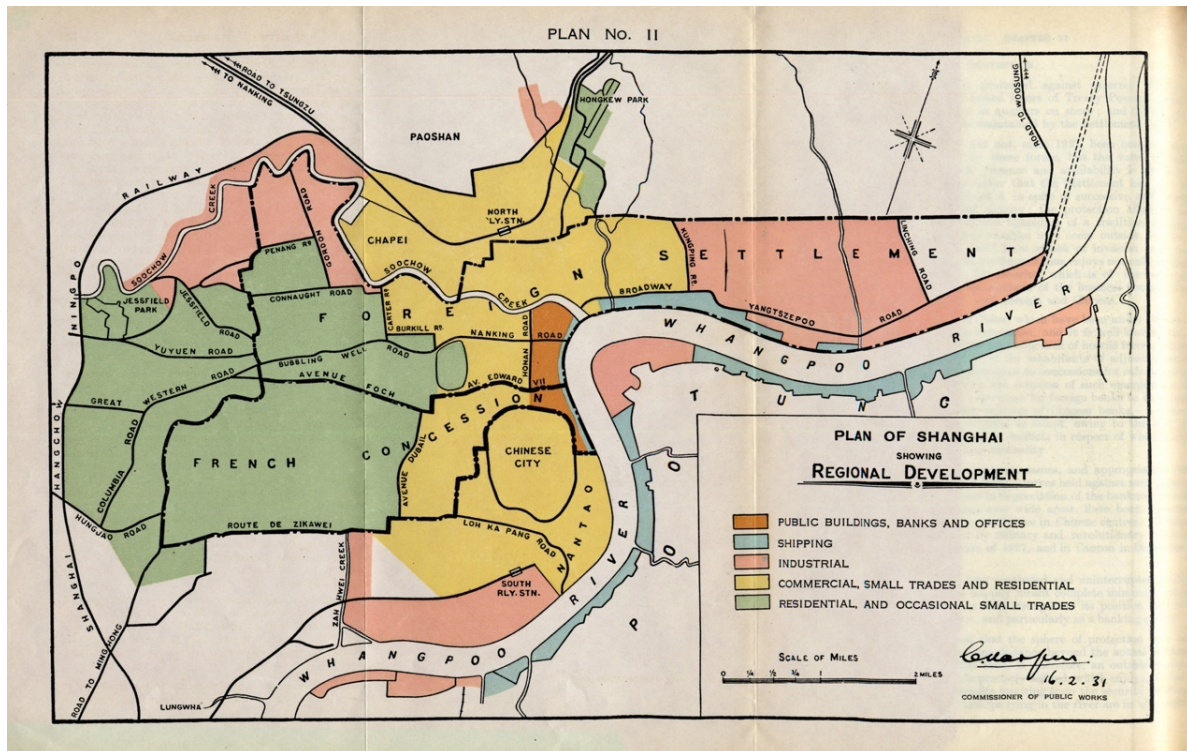 PLAN No. II
ROAD TO TSUNGZU
TO NANKING
PAOSHAN
HONGKEW PARK
ROAD TO WOOSUNG
RAILWAY
SOOCHOW
CREEK
GORDON
ROAD
PENANG RD.
NORTH
RLY. STN.
CHAPEI
SOOCHOW
CREEK
KUNGPING RD.
LINCHING
ROAD
FOREIGN SETTLEMENT
NINGPO
JESSFIELD
PARK
JESSFIELD
ROAD
CONNAUGHT ROAD
CARTER RD.
BURKILL RD.
NANKING ROAD
HONAN ROAD
BROADWAY
YANGTSZEPOO ROAD
WHANGPOO RIVER
YUYUEN ROAD
BUBBLING WELL ROAD
AVENUE FOCH
AV. EDWARD VII
GREAT WESTERN ROAD
HANGCHOW
COLUMBIA
ROAD
FRENCH CONCESSION
AVENUE DUBAIL
CHINESE
CITY
POOTUNG
HUNGJAO ROAD
ROUTE DE ZIKAWEI
LOH KA PANG ROAD
NANTAO
ZAH HWEI CREEK
SOUTH
RLY. STN.
SHANGHAI
ROAD TO MINGHONG
WHANGPOO RIVER
LUNGWHA
PLAN OF SHANGHAI
SHOWING
REGIONAL DEVELOPMENT
PUBLIC BUILDINGS, BANKS AND OFFICES
SHIPPING
INDUSTRIAL
COMMERCIAL, SMALL TRADES AND RESIDENTIAL
RESIDENTIAL, AND OCCASIONAL SMALL TRADES
SCALE OF MILES
0 1/4 1/2 3/4 1 2 MILES
16.2.31
COMMISSIONER OF PUBLIC WORKS